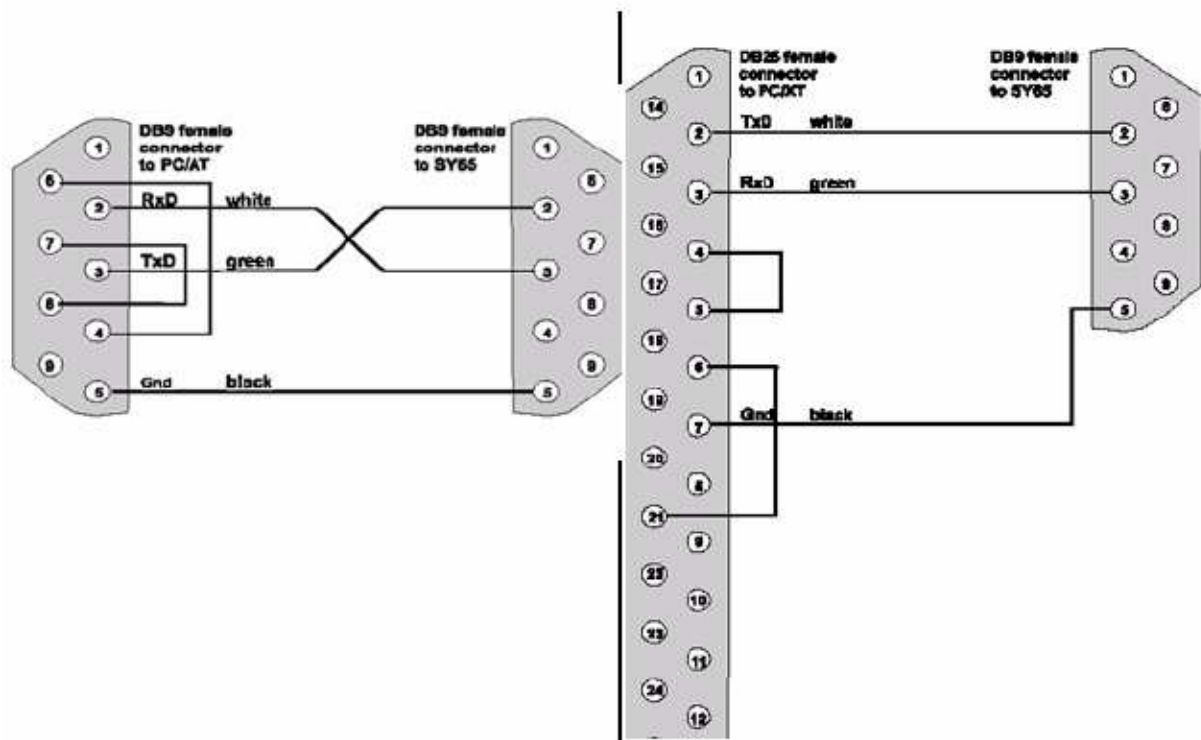 DB9 female
connector
to PC/AT
1
6
2
RxD white
7
3
TxD green
8
4
9
5
Gnd black
DB9 female
connector
to SY65
1
6
2
7
3
8
4
9
5
DB25 female
connector
to PC/XT
1
14
2
TxD white
15
3
RxD green
16
4
17
5
18
6
19
7
Gnd black
20
8
21
9
10
23
11
24
12
DB9 female
connector
to SY65
1
6
2
7
3
8
4
9
5